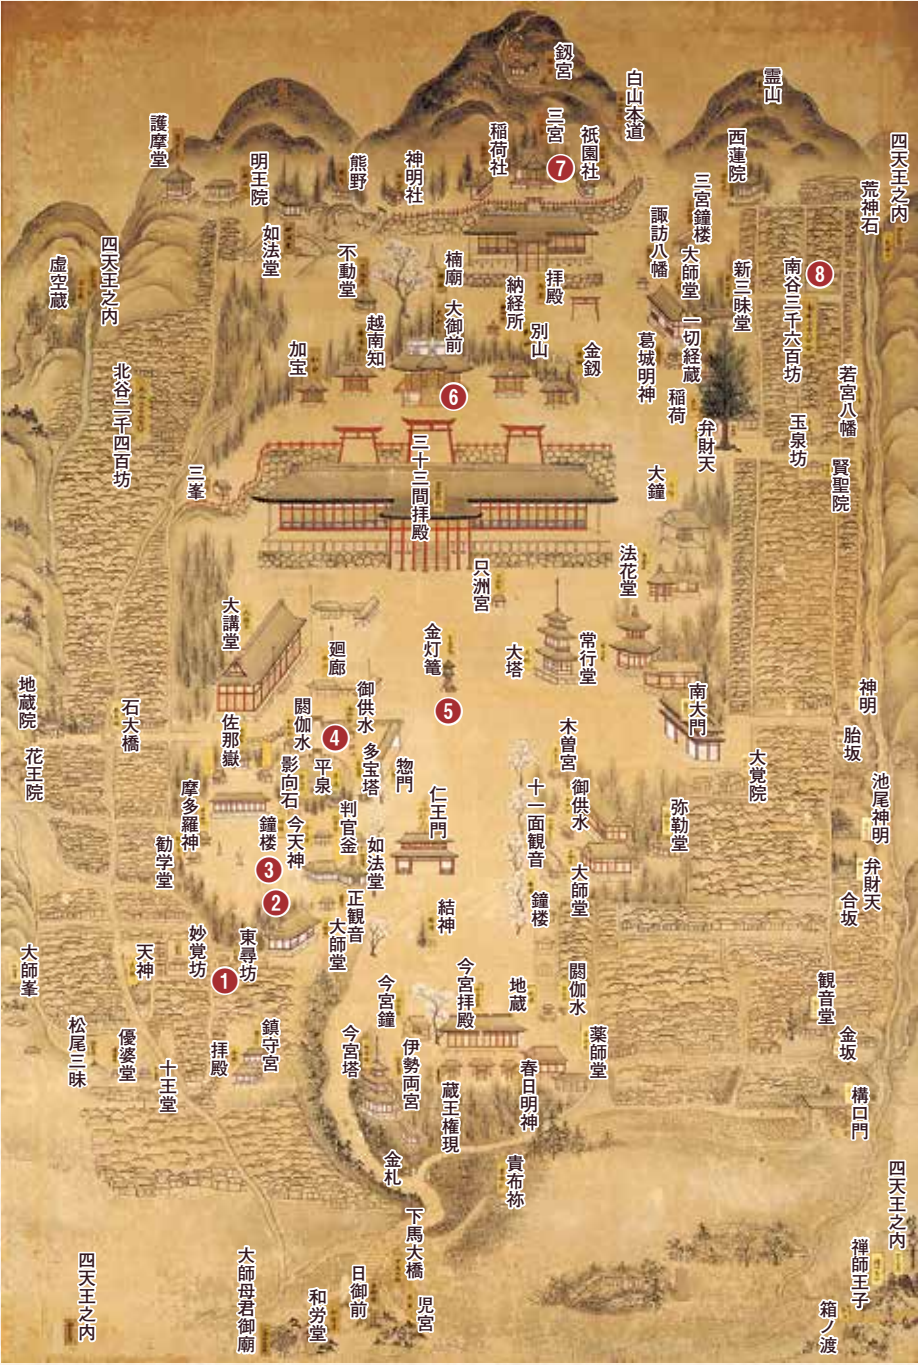 釼宮
白山本道
霊山
護摩堂
三宮
稲荷社
祇園社
西蓮院
四天王之内
明王院
熊野
神明社
7
三宮鐘楼
荒神石
如法堂
諏訪八幡
四天王之内
虚空蔵
不動堂
楠廟
納経所
拝殿
大師堂
新三昧堂
南谷三千六百坊
8
越南知
大御前
別山
金釼
加宝
葛城明神
一切経蔵
稲荷
弁財天
北谷二千四百坊
若宮八幡
玉泉坊
6
三峯
三十三間拝殿
大鐘
賢聖院
只洲宮
法花堂
大講堂
廻廊
金灯篭
大塔
常行堂
地蔵院
石大橋
佐那嶽
閼伽水
御供水
5
南大門
神明
4
花王院
影向石
平泉
多宝塔
惣門
木曽宮
胎坂
大覚院
摩多羅神
勧学堂
鐘楼
今天神
判官釜
如法堂
仁王門
十一面観音
御供水
弥勒堂
池尾神明
3
2
正観音
大師堂
結神
鐘楼
大師堂
弁財天
合坂
大師峯
天神
妙覚坊
東尋坊
1
今宮鐘
今宮拝殿
地蔵
閼伽水
観音堂
松尾三昧
優婆堂
十王堂
拝殿
鎮守宮
今宮塔
伊勢両宮
蔵王権現
春日明神
薬師堂
金坂
構口門
金札
貴布祢
四天王之内
下馬大橋
四天王之内
大師母君御廟
和労堂
日御前
児宮
禅師王子
箱ノ渡